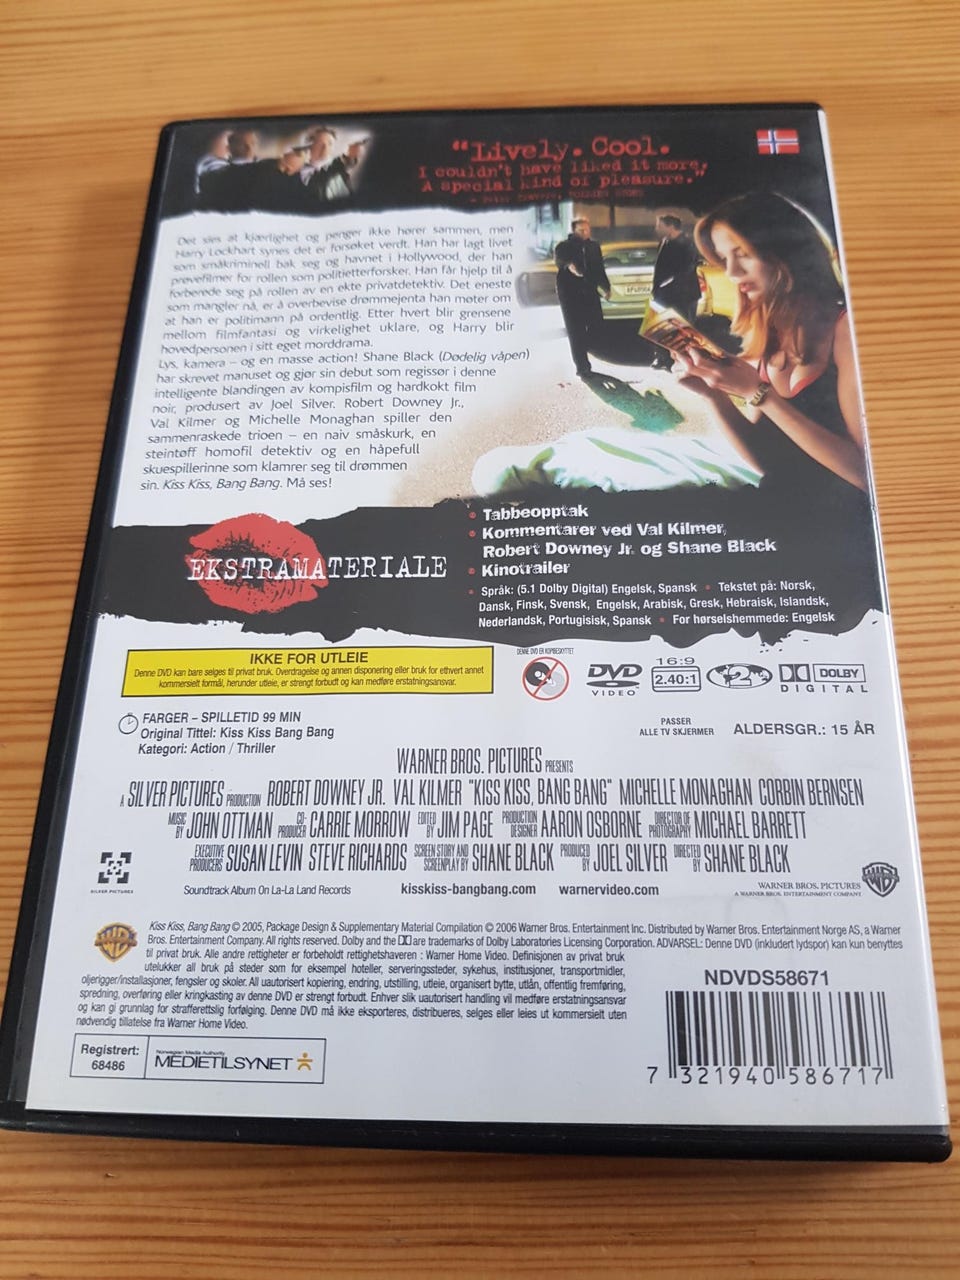 “Lively. Cool.
I couldn't have liked it more.
A special kind of pleasure.”
– Peter Travers, ROLLING STONE
Det sies at kjærlighet og penger ikke hører sammen, men
Harry Lockhart synes det er forsøket verdt. Han har lagt livet
som småkriminell bak seg og havnet i Hollywood, der han
prøvefilmer for rollen som politietterforsker. Han får hjelp til å
forberede seg på rollen av en ekte privatdetektiv. Det eneste
som mangler nå, er å overbevise drømmejenta han møter om
at han er politimann på ordentlig. Etter hvert blir grensene
mellom filmfantasi og virkelighet uklare, og Harry blir
hovedpersonen i sitt eget morddrama.
Lys, kamera – og en masse action! Shane Black (Dødelig våpen)
har skrevet manuset og gjør sin debut som regissør i denne
intelligente blandingen av kompisfilm og hardkokt film
noir, produsert av Joel Silver. Robert Downey Jr.,
Val Kilmer og Michelle Monaghan spiller den
sammenraskede trioen – en naiv småskurk, en
steintøff homofil detektiv og en håpefull
skuespillerinne som klamrer seg til drømmen
sin. Kiss Kiss, Bang Bang. Må ses!
EKSTRAMATERIALE
• Tabbeopptak
• Kommentarer ved Val Kilmer,
Robert Downey Jr. og Shane Black
• Kinotrailer
• Språk: (5.1 Dolby Digital) Engelsk, Spansk • Tekstet på: Norsk,
Dansk, Finsk, Svensk, Engelsk, Arabisk, Gresk, Hebraisk, Islandsk,
Nederlandsk, Portugisisk, Spansk • For hørselshemmede: Engelsk
IKKE FOR UTLEIE
Denne DVD kan bare selges til privat bruk. Overdragelse og annen disponering eller bruk for ethvert annet
kommersielt formål, herunder utleie, er strengt forbudt og kan medføre erstatningsansvar.
DENNE DVD ER KOPIBESKYTTET
DVD
VIDEO
16:9
2.40:1
2
DOLBY
DIGITAL
FARGER – SPILLETID 99 MIN
Original Tittel: Kiss Kiss Bang Bang
Kategori: Action / Thriller
PASSER
ALLE TV SKJERMER
ALDERSGR.: 15 ÅR
WARNER BROS. PICTURES PRESENTS
A SILVER PICTURES PRODUCTION ROBERT DOWNEY JR. VAL KILMER "KISS KISS, BANG BANG" MICHELLE MONAGHAN CORBIN BERNSEN
MUSIC BY JOHN OTTMAN CO-PRODUCER CARRIE MORROW EDITED BY JIM PAGE PRODUCTION DESIGNER AARON OSBORNE DIRECTOR OF PHOTOGRAPHY MICHAEL BARRETT
EXECUTIVE PRODUCERS SUSAN LEVIN STEVE RICHARDS SCREEN STORY AND SCREENPLAY BY SHANE BLACK PRODUCED BY JOEL SILVER DIRECTED BY SHANE BLACK
SILVER PICTURES
Soundtrack Album On La-La Land Records
kisskiss-bangbang.com
warnervideo.com
WARNER BROS. PICTURES
A WARNER BROS. ENTERTAINMENT COMPANY
Kiss Kiss, Bang Bang © 2005, Package Design & Supplementary Material Compilation © 2006 Warner Bros. Entertainment Inc. Distributed by Warner Bros. Entertainment Norge AS, a Warner
Bros. Entertainment Company. All rights reserved. Dolby and the DD are trademarks of Dolby Laboratories Licensing Corporation. ADVARSEL: Denne DVD (inkludert lydspor) kan kun benyttes
til privat bruk. Alle andre rettigheter er forbeholdt rettighetshaveren : Warner Home Video. Definisjonen av privat bruk
utelukker all bruk på steder som for eksempel hoteller, serveringssteder, sykehus, institusjoner, transportmidler,
oljerigger/installasjoner, fengsler og skoler. All uautorisert kopiering, endring, utstilling, utleie, organisert bytte, utlån, offentlig fremføring,
spredning, overføring eller kringkasting av denne DVD er strengt forbudt. Enhver slik uautorisert handling vil medføre erstatningsansvar
og kan gi grunnlag for strafferettslig forfølging. Denne DVD må ikke eksporteres, distribueres, selges eller leies ut kommersielt uten
nødvendig tillatelse fra Warner Home Video.
NDVDS58671
7 321940 586717
Registrert:
68486
Norwegian Media Authority
MEDIETILSYNET